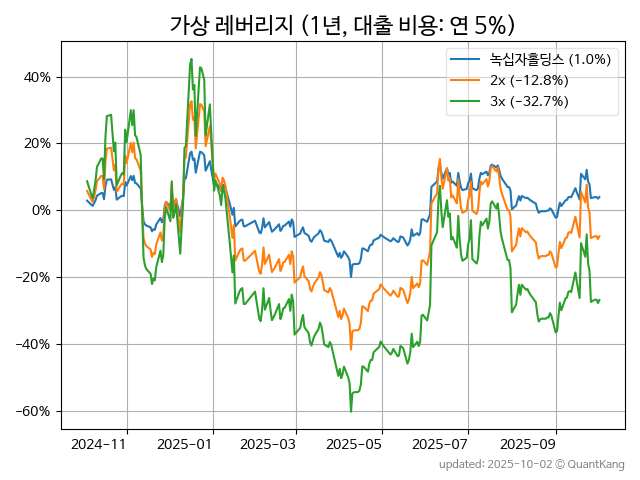 가상 레버리지 (1년, 대출 비용: 연 5%)
녹십자홀딩스 (1.0%)
2x (−12.8%)
3x (−32.7%)
40%
20%
0%
−20%
−40%
−60%
2024-11
2025-01
2025-03
2025-05
2025-07
2025-09
updated: 2025-10-02 © QuantKang